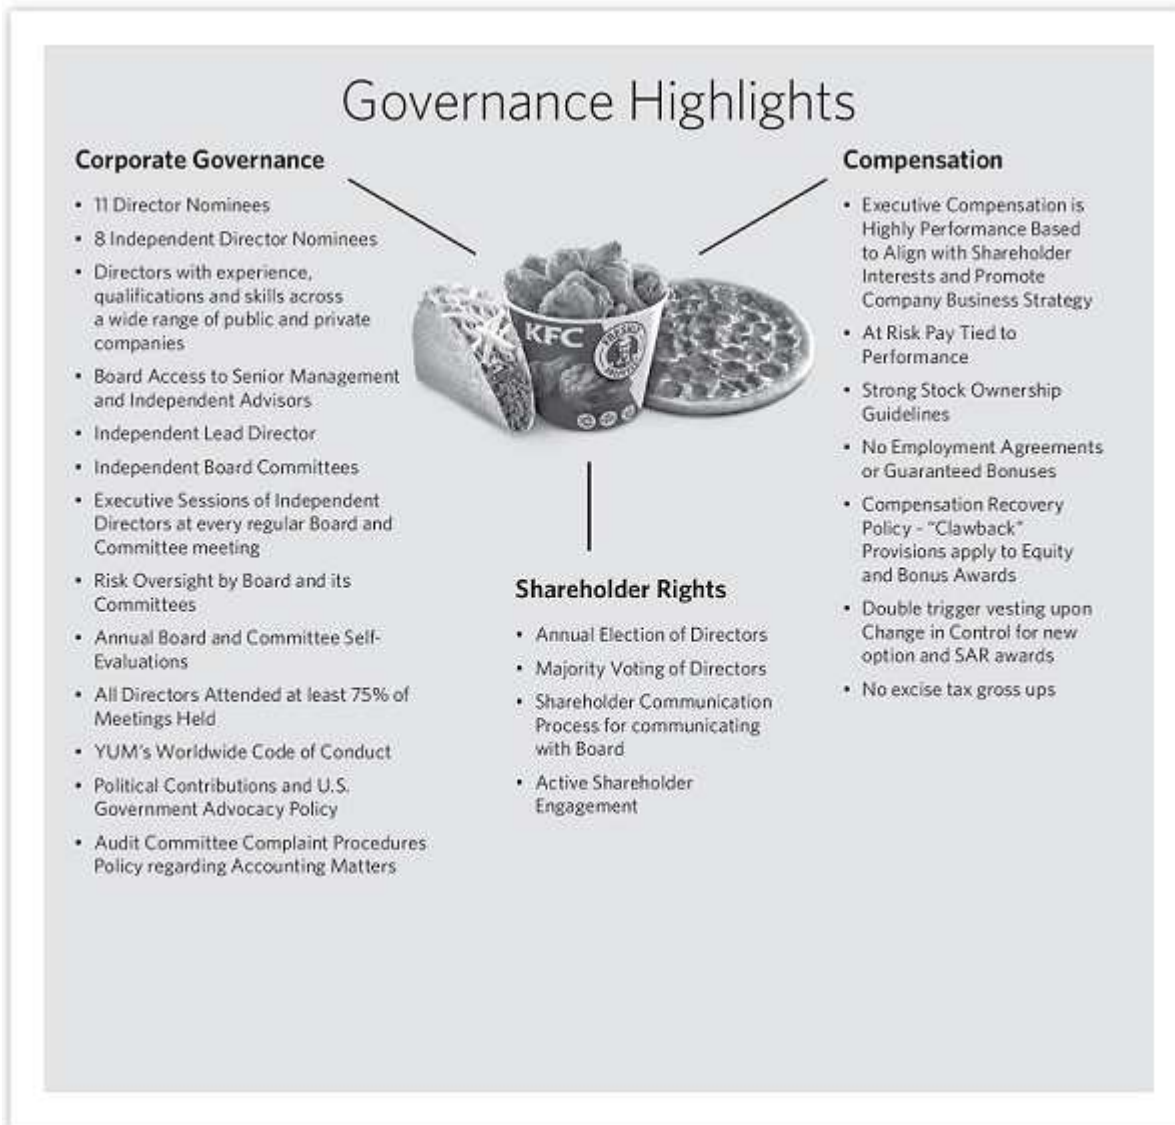 Governance Highlights
Corporate Governance
• 11 Director Nominees
• 8 Independent Director Nominees
• Directors with experience,
qualifications and skills across
a wide range of public and private
companies
• Board Access to Senior Management
and Independent Advisors
• Independent Lead Director
• Independent Board Committees
• Executive Sessions of Independent
Directors at every regular Board and
Committee meeting
• Risk Oversight by Board and its
Committees
• Annual Board and Committee Self-
Evaluations
• All Directors Attended at least 75% of
Meetings Held
• YUM's Worldwide Code of Conduct
• Political Contributions and U.S.
Government Advocacy Policy
• Audit Committee Complaint Procedures
Policy regarding Accounting Matters
KFC
Shareholder Rights
• Annual Election of Directors
• Majority Voting of Directors
• Shareholder Communication
Process for communicating
with Board
• Active Shareholder
Engagement
Compensation
• Executive Compensation is
Highly Performance Based
to Align with Shareholder
Interests and Promote
Company Business Strategy
• At Risk Pay Tied to
Performance
• Strong Stock Ownership
Guidelines
• No Employment Agreements
or Guaranteed Bonuses
• Compensation Recovery
Policy - "Clawback"
Provisions apply to Equity
and Bonus Awards
• Double trigger vesting upon
Change in Control for new
option and SAR awards
• No excise tax gross ups